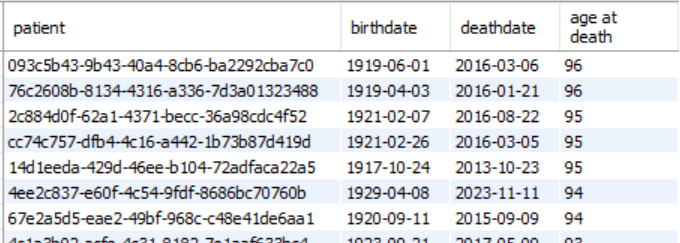 patient birthdate deathdate age at death
093c5b43-9b43-40a4-8cb6-ba2292cba7c0 1919-06-01 2016-03-06 96
76c2608b-8134-4316-a336-7d3a01323488 1919-04-03 2016-01-21 96
2c884d0f-62a1-4371-becc-36a98cdc4f52 1921-02-07 2016-08-22 95
cc74c757-dfb4-4c16-a442-1b73b87d419d 1921-02-26 2016-03-05 95
14d1eeda-429d-46ee-b104-72adfaca22a5 1917-10-24 2013-10-23 95
4ee2c837-e60f-4c54-9fdf-8686bc70760b 1929-04-08 2023-11-11 94
67e2a5d5-eae2-49bf-968c-c48e41de6aa1 1920-09-11 2015-09-09 94